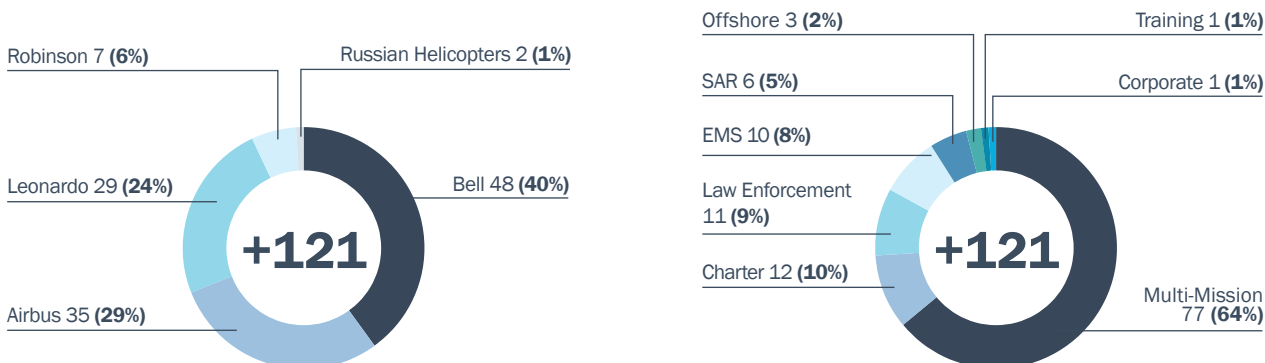 Robinson 7 (6%)
Russian Helicopters 2 (1%)
Leonardo 29 (24%)
Bell 48 (40%)
+121
Airbus 35 (29%)
Offshore 3 (2%)
Training 1 (1%)
SAR 6 (5%)
Corporate 1 (1%)
EMS 10 (8%)
Law Enforcement
11 (9%)
+121
Charter 12 (10%)
Multi-Mission
77 (64%)